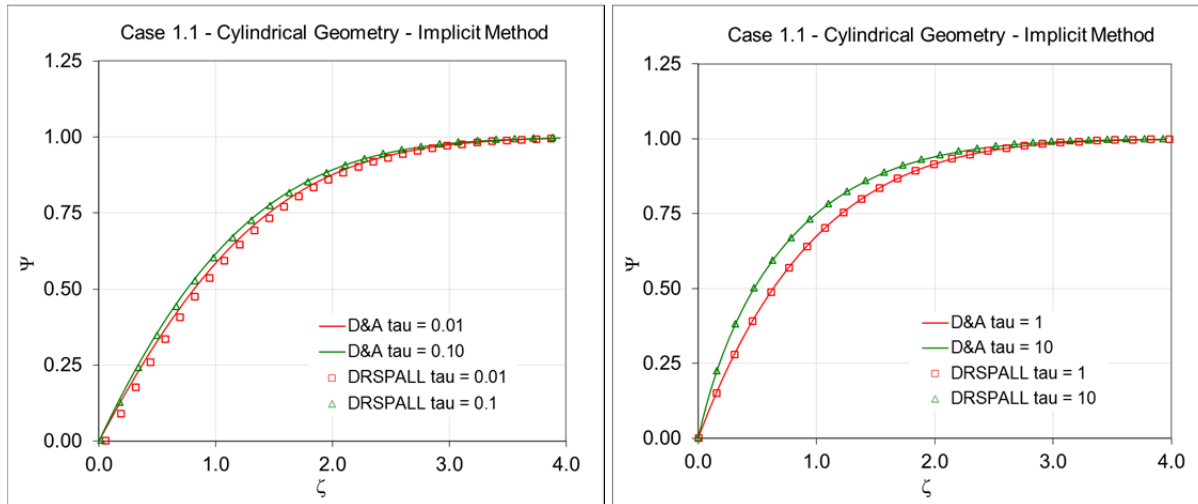 Case 1.1 - Cylindrical Geometry - Implicit Method
1.25
1.00
0.75
Ψ
0.50
0.25
0.00
D&A tau = 0.01
D&A tau = 0.10
DRSPALL tau = 0.01
DRSPALL tau = 0.1
0.0 1.0 2.0 3.0 4.0
ζ
Case 1.1 - Cylindrical Geometry - Implicit Method
1.25
1.00
0.75
Ψ
0.50
0.25
0.00
D&A tau = 1
D&A tau = 10
DRSPALL tau = 1
DRSPALL tau = 10
0.0 1.0 2.0 3.0 4.0
ζ